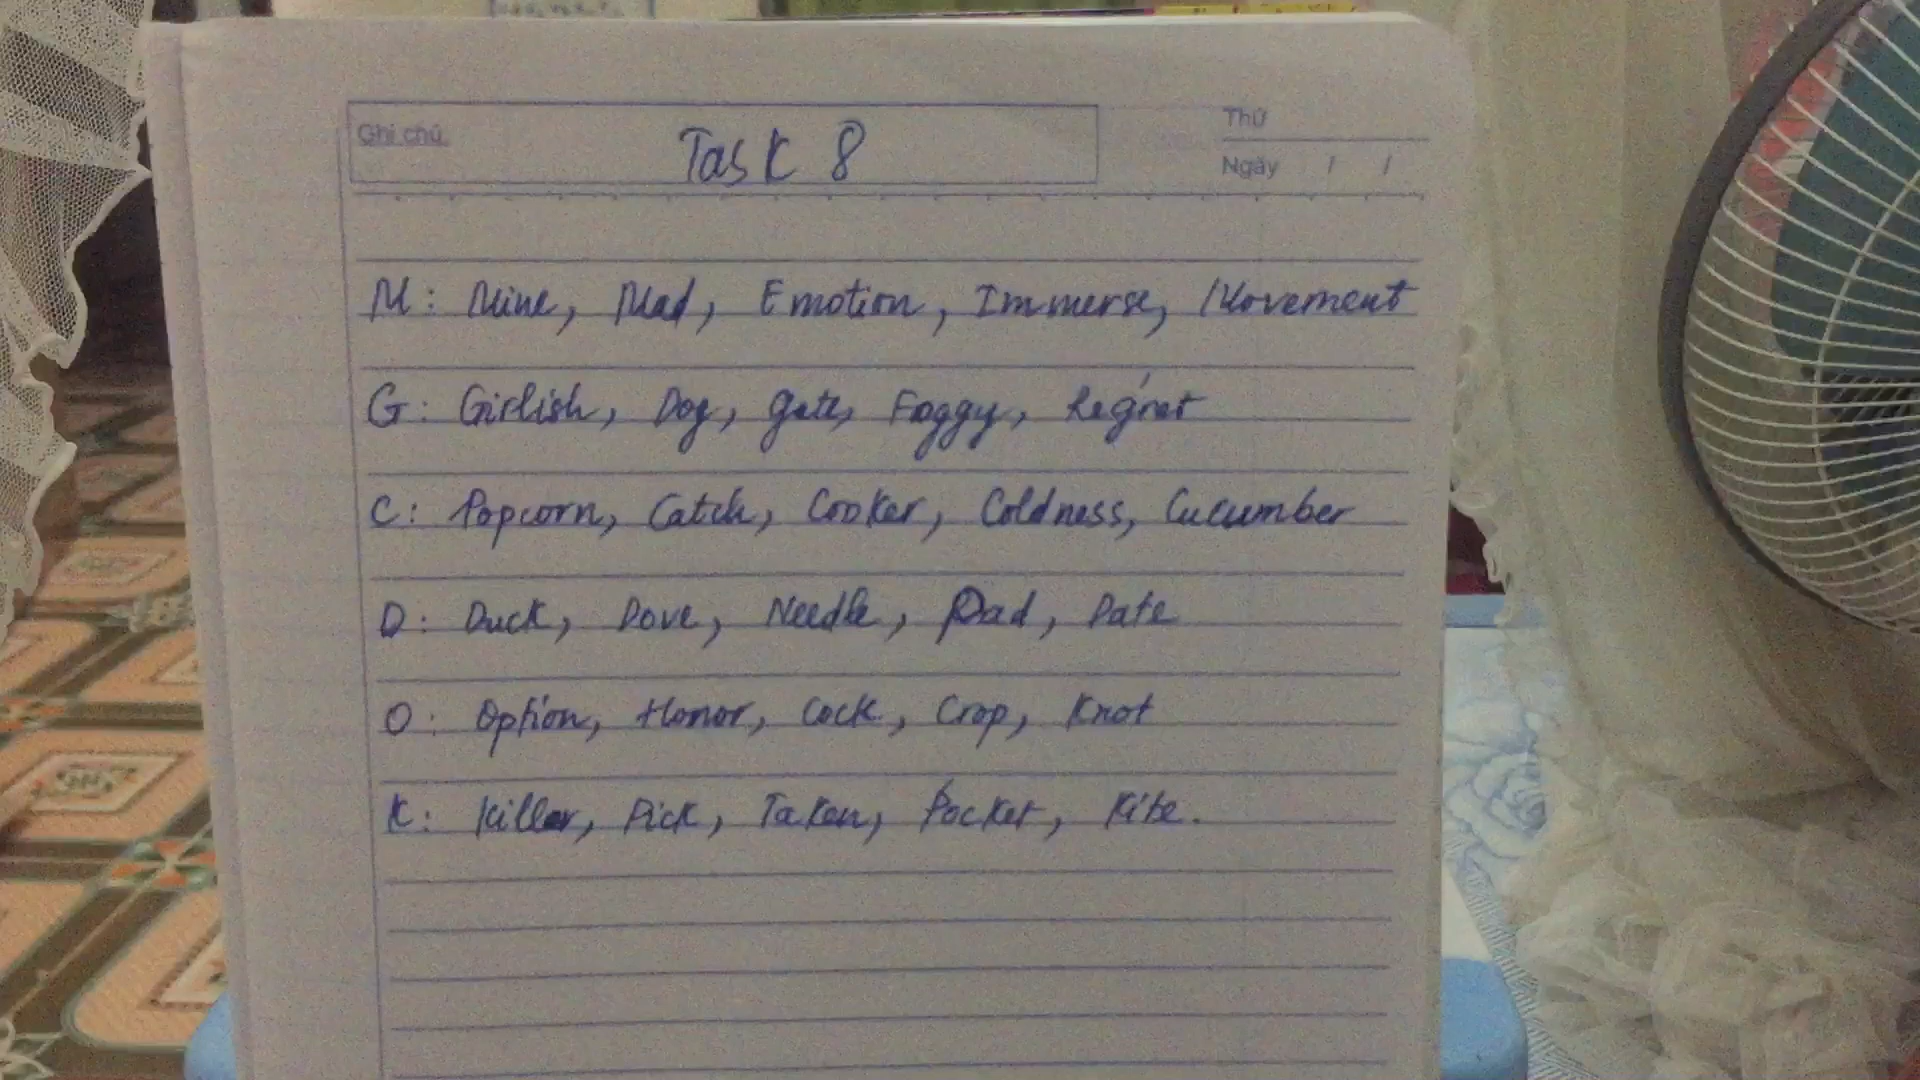 Ghi chú
Task 8
Thứ
Ngày / /
M: Mine, Mad, Emotion, Immerse, Movement
G: Girlish, Dog, gate, Foggy, Regret
C: Popcorn, Catch, Cooker, Coldness, Cucumber
D: Duck, Dove, Needle, Dad, Date
O: Option, Honor, Cock, Crop, Knot
K: Killer, Pick, Taken, Pocket, Kite.